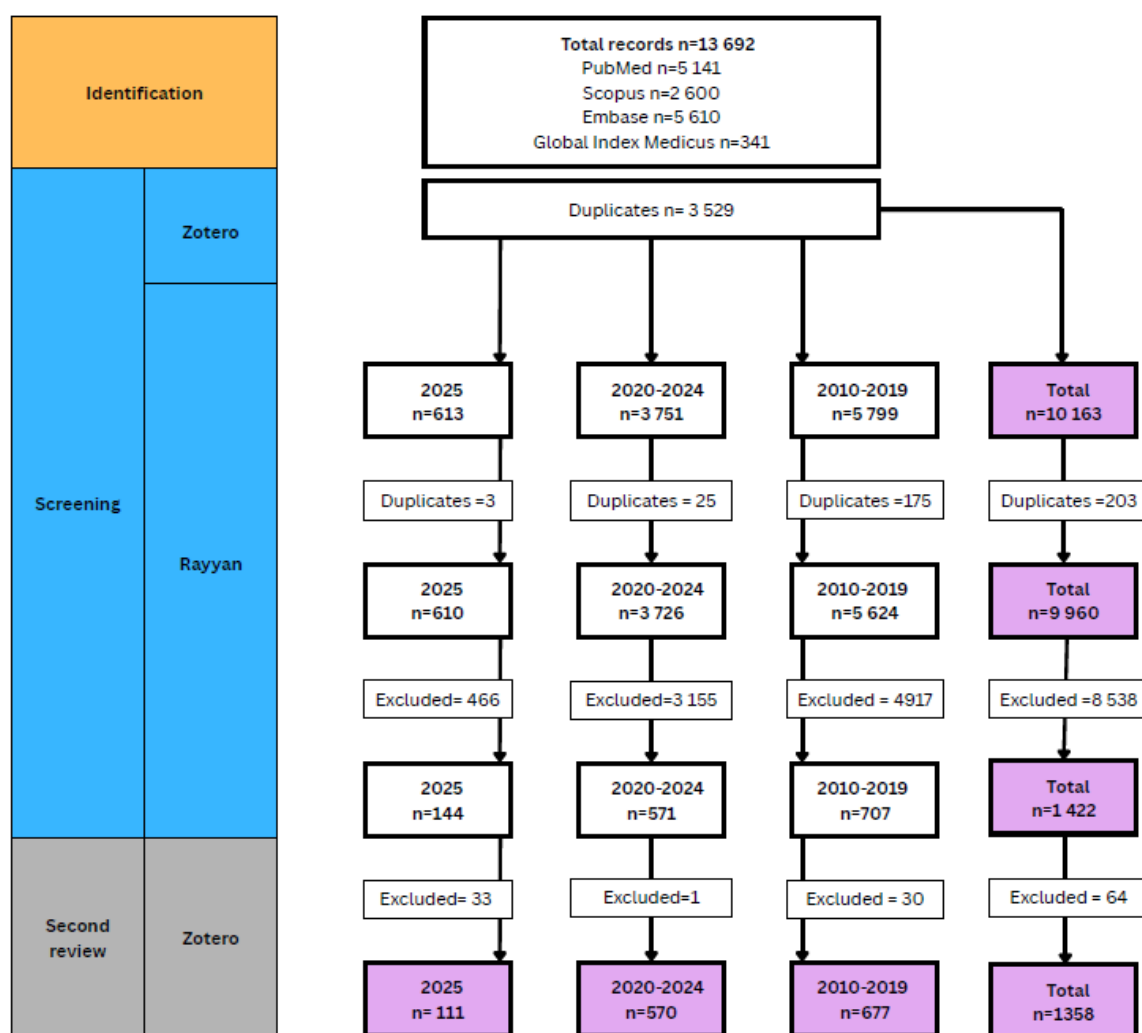 Identification
Total records n=13 692
PubMed n=5 141
Scopus n=2 600
Embase n=5 610
Global Index Medicus n=341
Screening
Zotero
Duplicates n= 3 529
Rayyan
2025
n=613
2020-2024
n=3 751
2010-2019
n=5 799
Total
n=10 163
Duplicates =3
Duplicates = 25
Duplicates =175
Duplicates =203
2025
n=610
2020-2024
n=3 726
2010-2019
n=5 624
Total
n=9 960
Excluded= 466
Excluded=3 155
Excluded = 4917
Excluded =8 538
2025
n=144
2020-2024
n=571
2010-2019
n=707
Total
n=1 422
Second
review
Zotero
Excluded= 33
Excluded=1
Excluded = 30
Excluded = 64
2025
n= 111
2020-2024
n=570
2010-2019
n=677
Total
n=1358